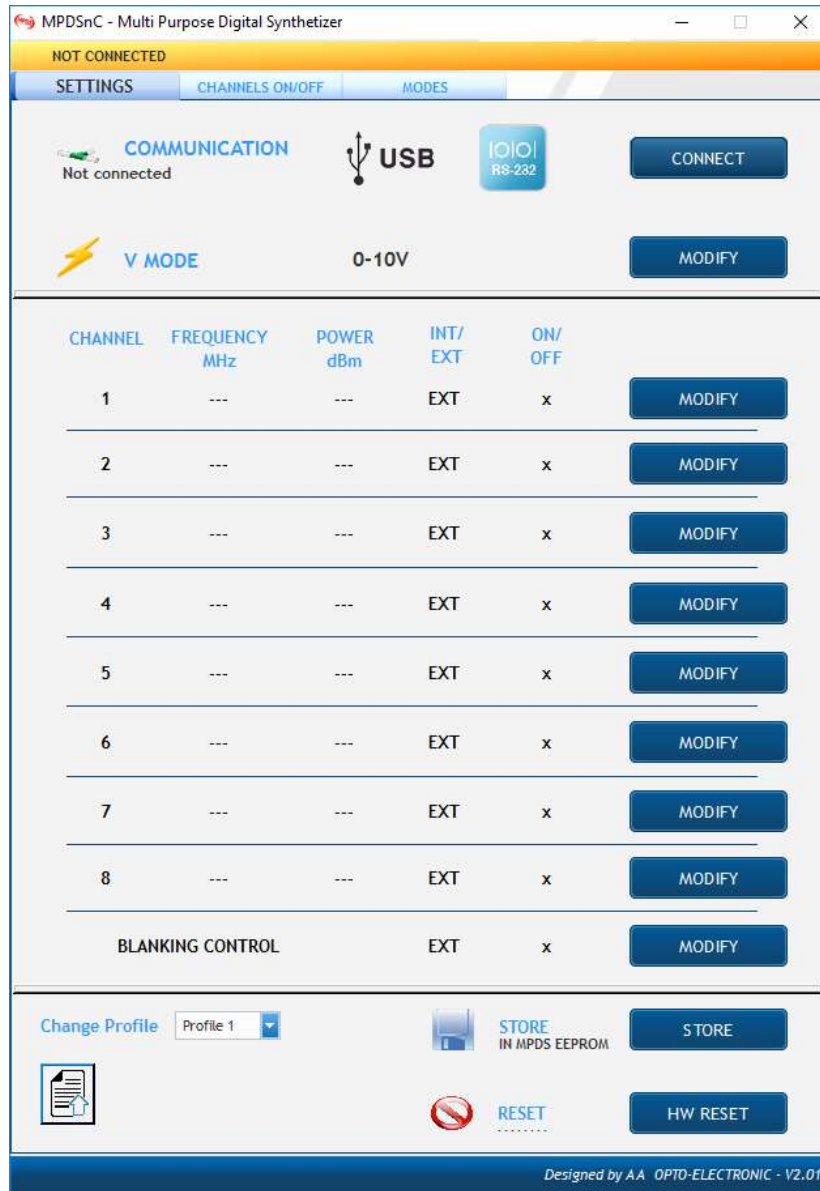 MPDSnC - Multi Purpose Digital Synthetizer
NOT CONNECTED
SETTINGS CHANNELS ON/OFF MODES
COMMUNICATION
Not connected
USB
IOIOI
RS-232
CONNECT
V MODE 0-10V MODIFY
CHANNEL FREQUENCY MHz POWER dBm INT/ EXT ON/ OFF
1 --- --- EXT x MODIFY
2 --- --- EXT x MODIFY
3 --- --- EXT x MODIFY
4 --- --- EXT x MODIFY
5 --- --- EXT x MODIFY
6 --- --- EXT x MODIFY
7 --- --- EXT x MODIFY
8 --- --- EXT x MODIFY
BLANKING CONTROL EXT x MODIFY
Change Profile Profile 1
STORE
IN MPDS EEPROM
STORE
RESET HW RESET
Designed by AA OPTO-ELECTRONIC - V2.01